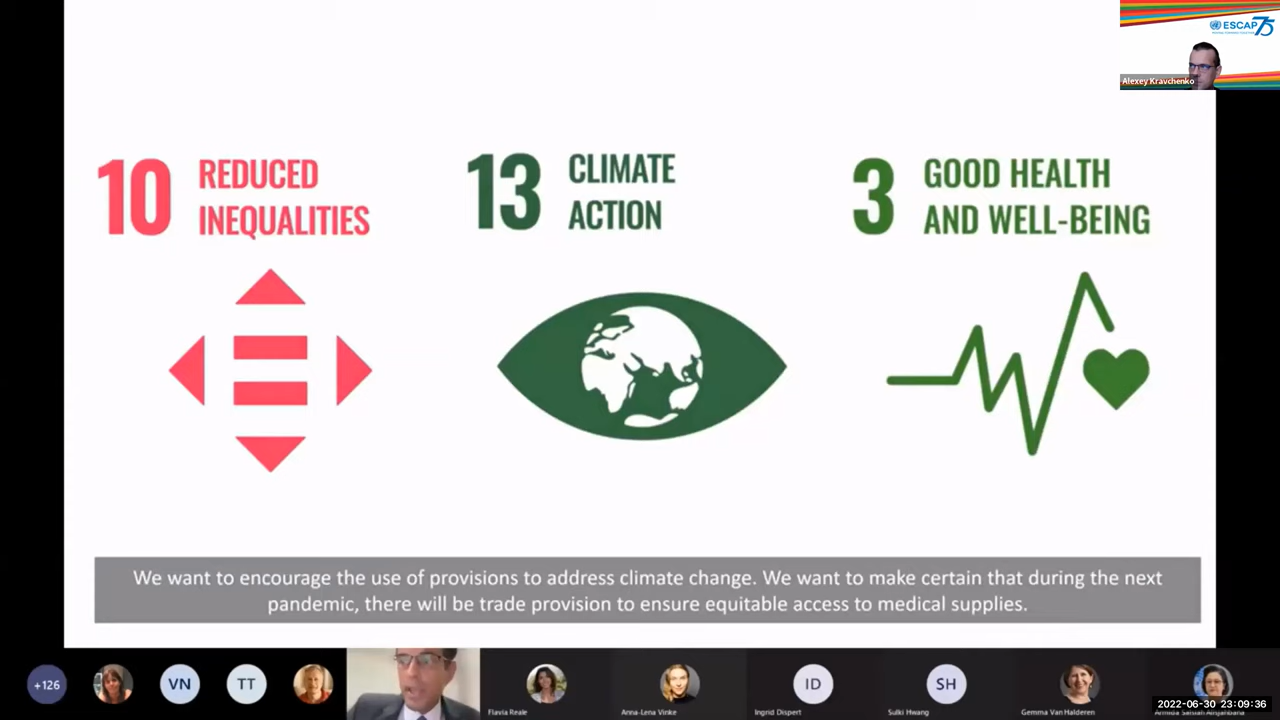 ESCAP 75
Alexey Kravchenko
10 REDUCED
INEQUALITIES
13 CLIMATE
ACTION
3 GOOD HEALTH
AND WELL-BEING
We want to encourage the use of provisions to address climate change. We want to make certain that during the next
pandemic, there will be trade provision to ensure equitable access to medical supplies.
+126
VN
TT
ID
SH
Flavia Reale
Anna-Lena Vinke
Ingrid Dispert
Sulki Hwang
Gemma Van Halderen
2022-06-30 23:09:36